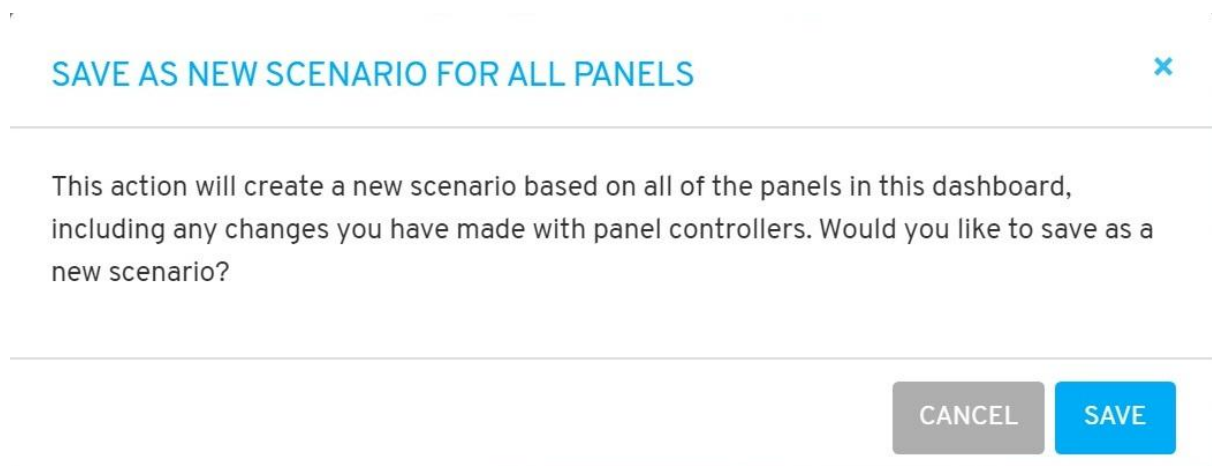 SAVE AS NEW SCENARIO FOR ALL PANELS
This action will create a new scenario based on all of the panels in this dashboard,
including any changes you have made with panel controllers. Would you like to save as a
new scenario?
CANCEL SAVE